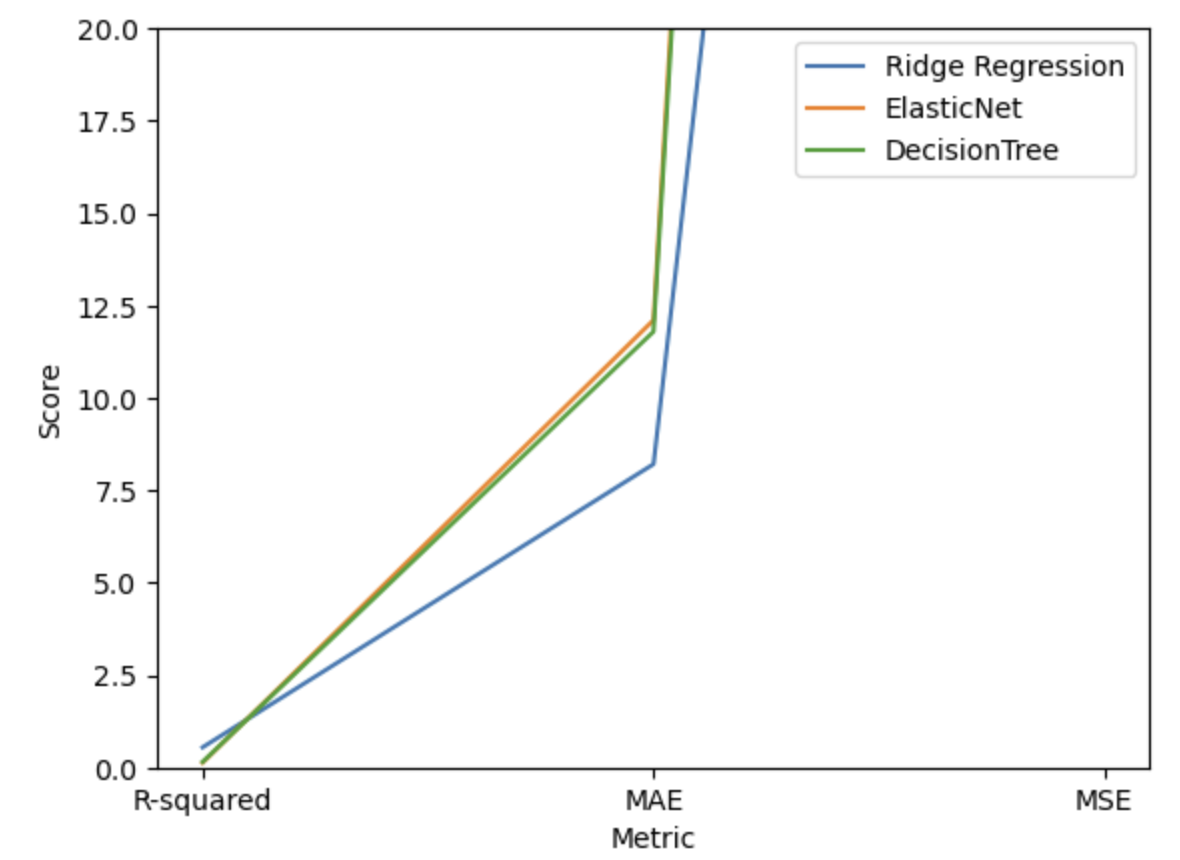 20.0
17.5
15.0
12.5
10.0
7.5
5.0
2.5
0.0
Score
Ridge Regression
ElasticNet
DecisionTree
R-squared MAE MSE
Metric